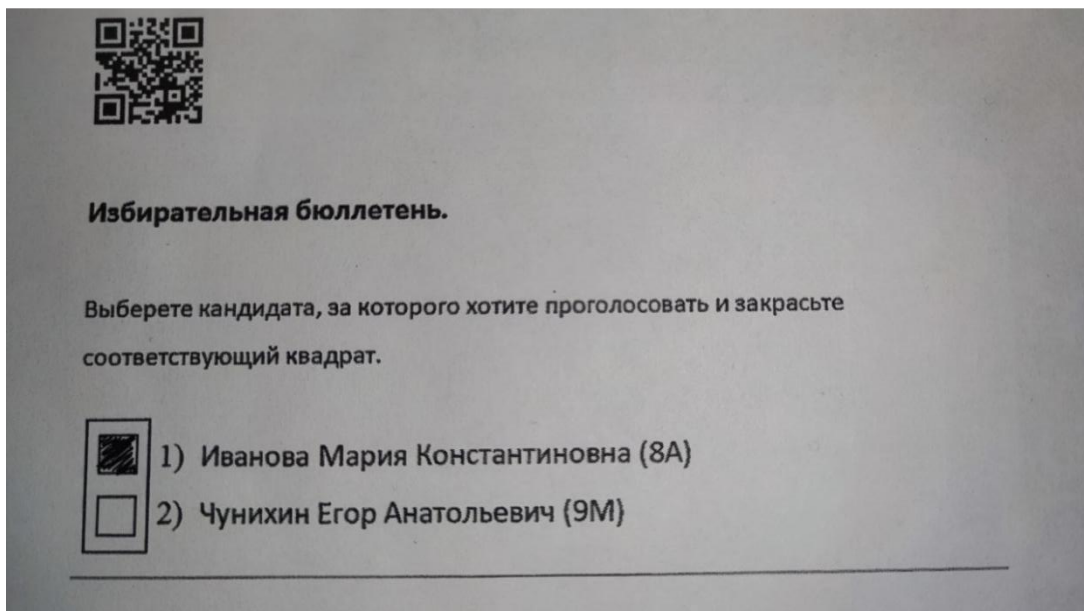 Избирательная бюллетень.
Выберете кандидата, за которого хотите проголосовать и закрасьте
соответствующий квадрат.
1) Иванова Мария Константиновна (8А)
2) Чунихин Егор Анатольевич (9М)